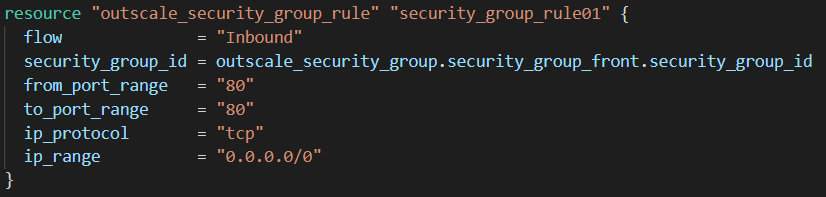 resource "outscale_security_group_rule" "security_group_rule01" {
  flow              = "Inbound"
  security_group_id = outscale_security_group.security_group_front.security_group_id
  from_port_range   = "80"
  to_port_range     = "80"
  ip_protocol       = "tcp"
  ip_range          = "0.0.0.0/0"
}